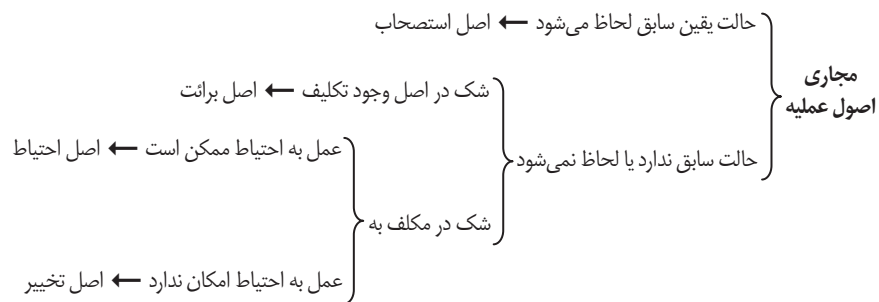 مجاری
اصول عملیه
حالت یقین سابق لحاظ می‌شود ← اصل استصحاب
حالت سابق ندارد یا لحاظ نمی‌شود
شک در اصل وجود تکلیف ← اصل برائت
شک در مکلف به
عمل به احتیاط ممکن است ← اصل احتیاط
عمل به احتیاط امکان ندارد ← اصل تخییر